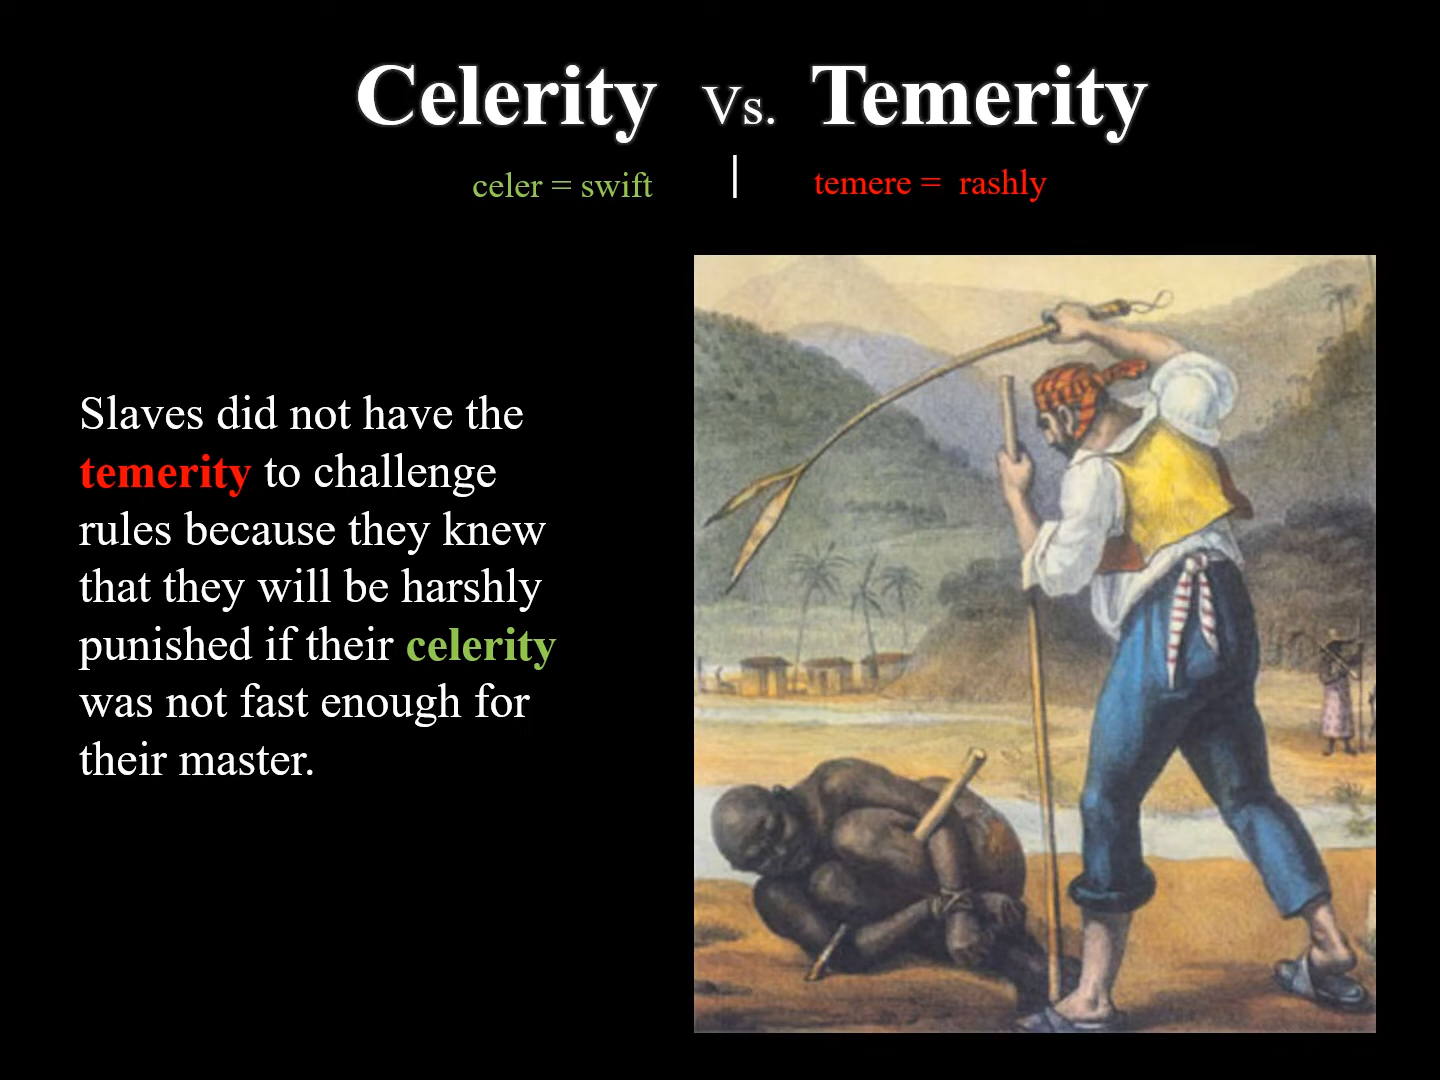 Celerity Vs. Temerity
celer = swift | temere = rashly
Slaves did not have the
temerity to challenge
rules because they knew
that they will be harshly
punished if their celerity
was not fast enough for
their master.